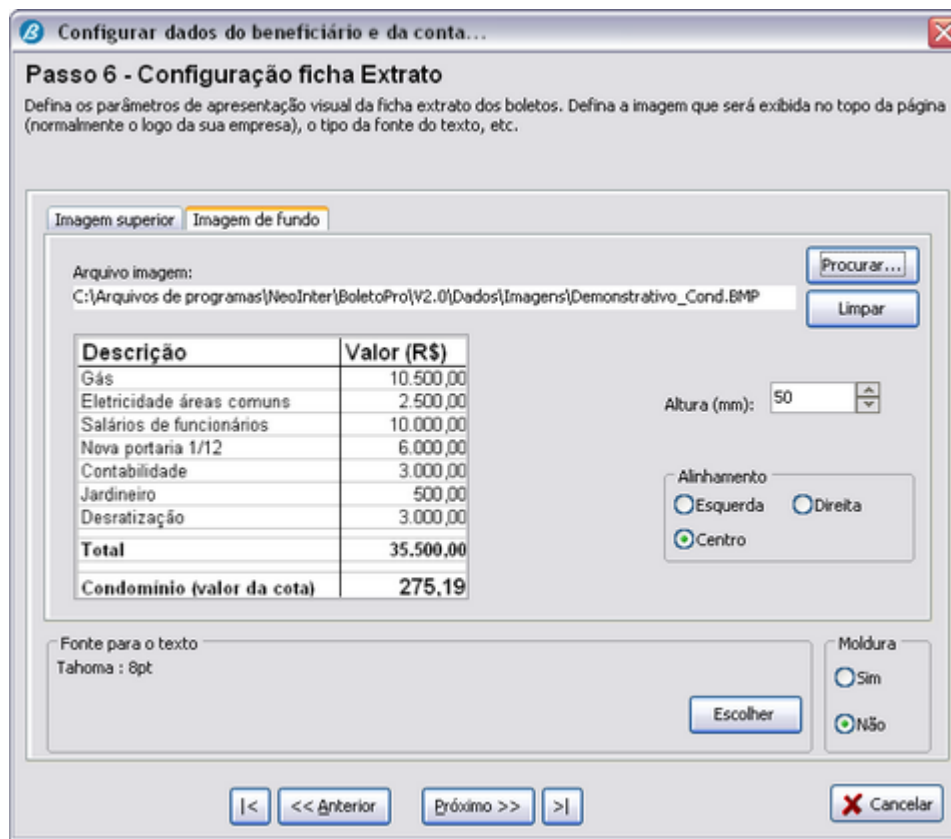 Configurar dados do beneficiário e da conta...
Passo 6 - Configuração ficha Extrato
Defina os parâmetros de apresentação visual da ficha extrato dos boletos. Defina a imagem que será exibida no topo da página
(normalmente o logo da sua empresa), o tipo da fonte do texto, etc.
Imagem superior Imagem de fundo
Arquivo imagem:
Procurar...
C:\Arquivos de programas\NeoInter\BoletoPro\V2.0\Dados\Imagens\Demonstrativo_Cond.BMP
Limpar
Descrição Valor (R$)
Gás 10.500,00
Eletricidade áreas comuns 2.500,00
Salários de funcionários 10.000,00
Nova portaria 1/12 6.000,00
Contabilidade 3.000,00
Jardineiro 500,00
Desratização 3.000,00
Total 35.500,00
Condomínio (valor da cota) 275,19
Altura (mm): 50
Alinhamento
Esquerda Direita
Centro
Fonte para o texto
Tahoma : 8pt
Escolher
Moldura
Sim
Não
|< << Anterior Próximo >> >| Cancelar